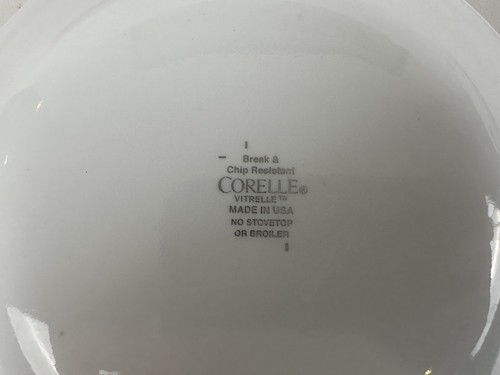 Break &
Chip Resistant
CORELLE®
VITRELLE™
MADE IN USA
NO STOVETOP
OR BROILER